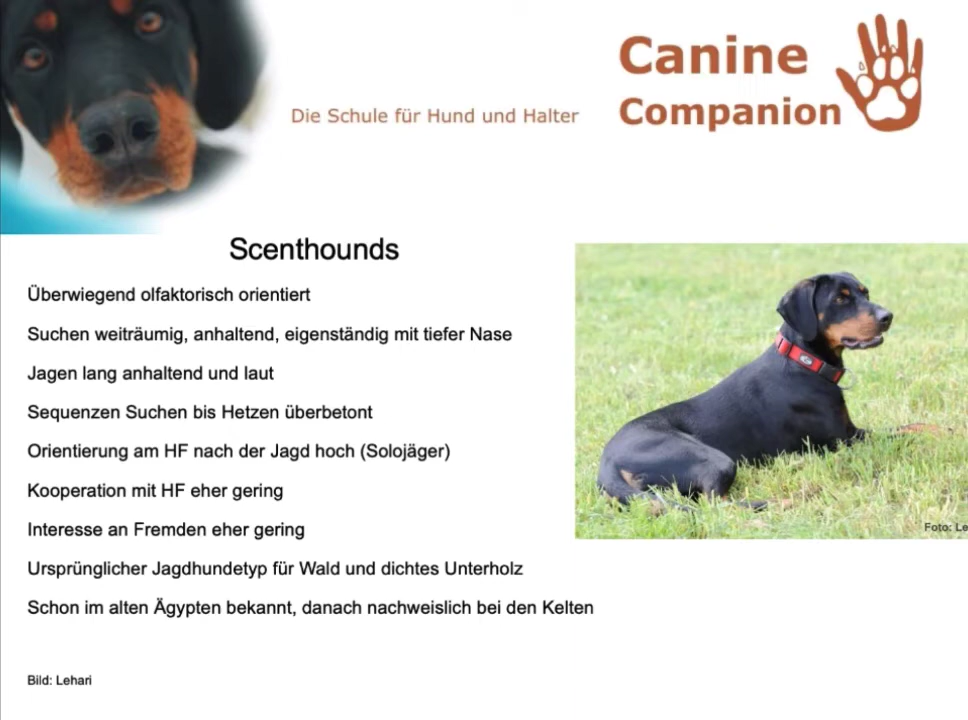 Canine
Die Schule für Hund und Halter
Companion
Scenthounds
Überwiegend olfaktorisch orientiert
Suchen weiträumig, anhaltend, eigenständig mit tiefer Nase
Jagen lang anhaltend und laut
Sequenzen Suchen bis Hetzen überbetont
Orientierung am HF nach der Jagd hoch (Solojäger)
Kooperation mit HF eher gering
Interesse an Fremden eher gering
Foto: Le
Ursprünglicher Jagdhundetyp für Wald und dichtes Unterholz
Schon im alten Ägypten bekannt, danach nachweislich bei den Kelten
Bild: Lehari